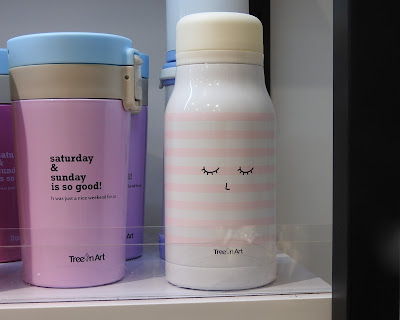 saturday
&
sunday
is so good!
It was just a nice weekend for us
Tree in Art
Tree in Art